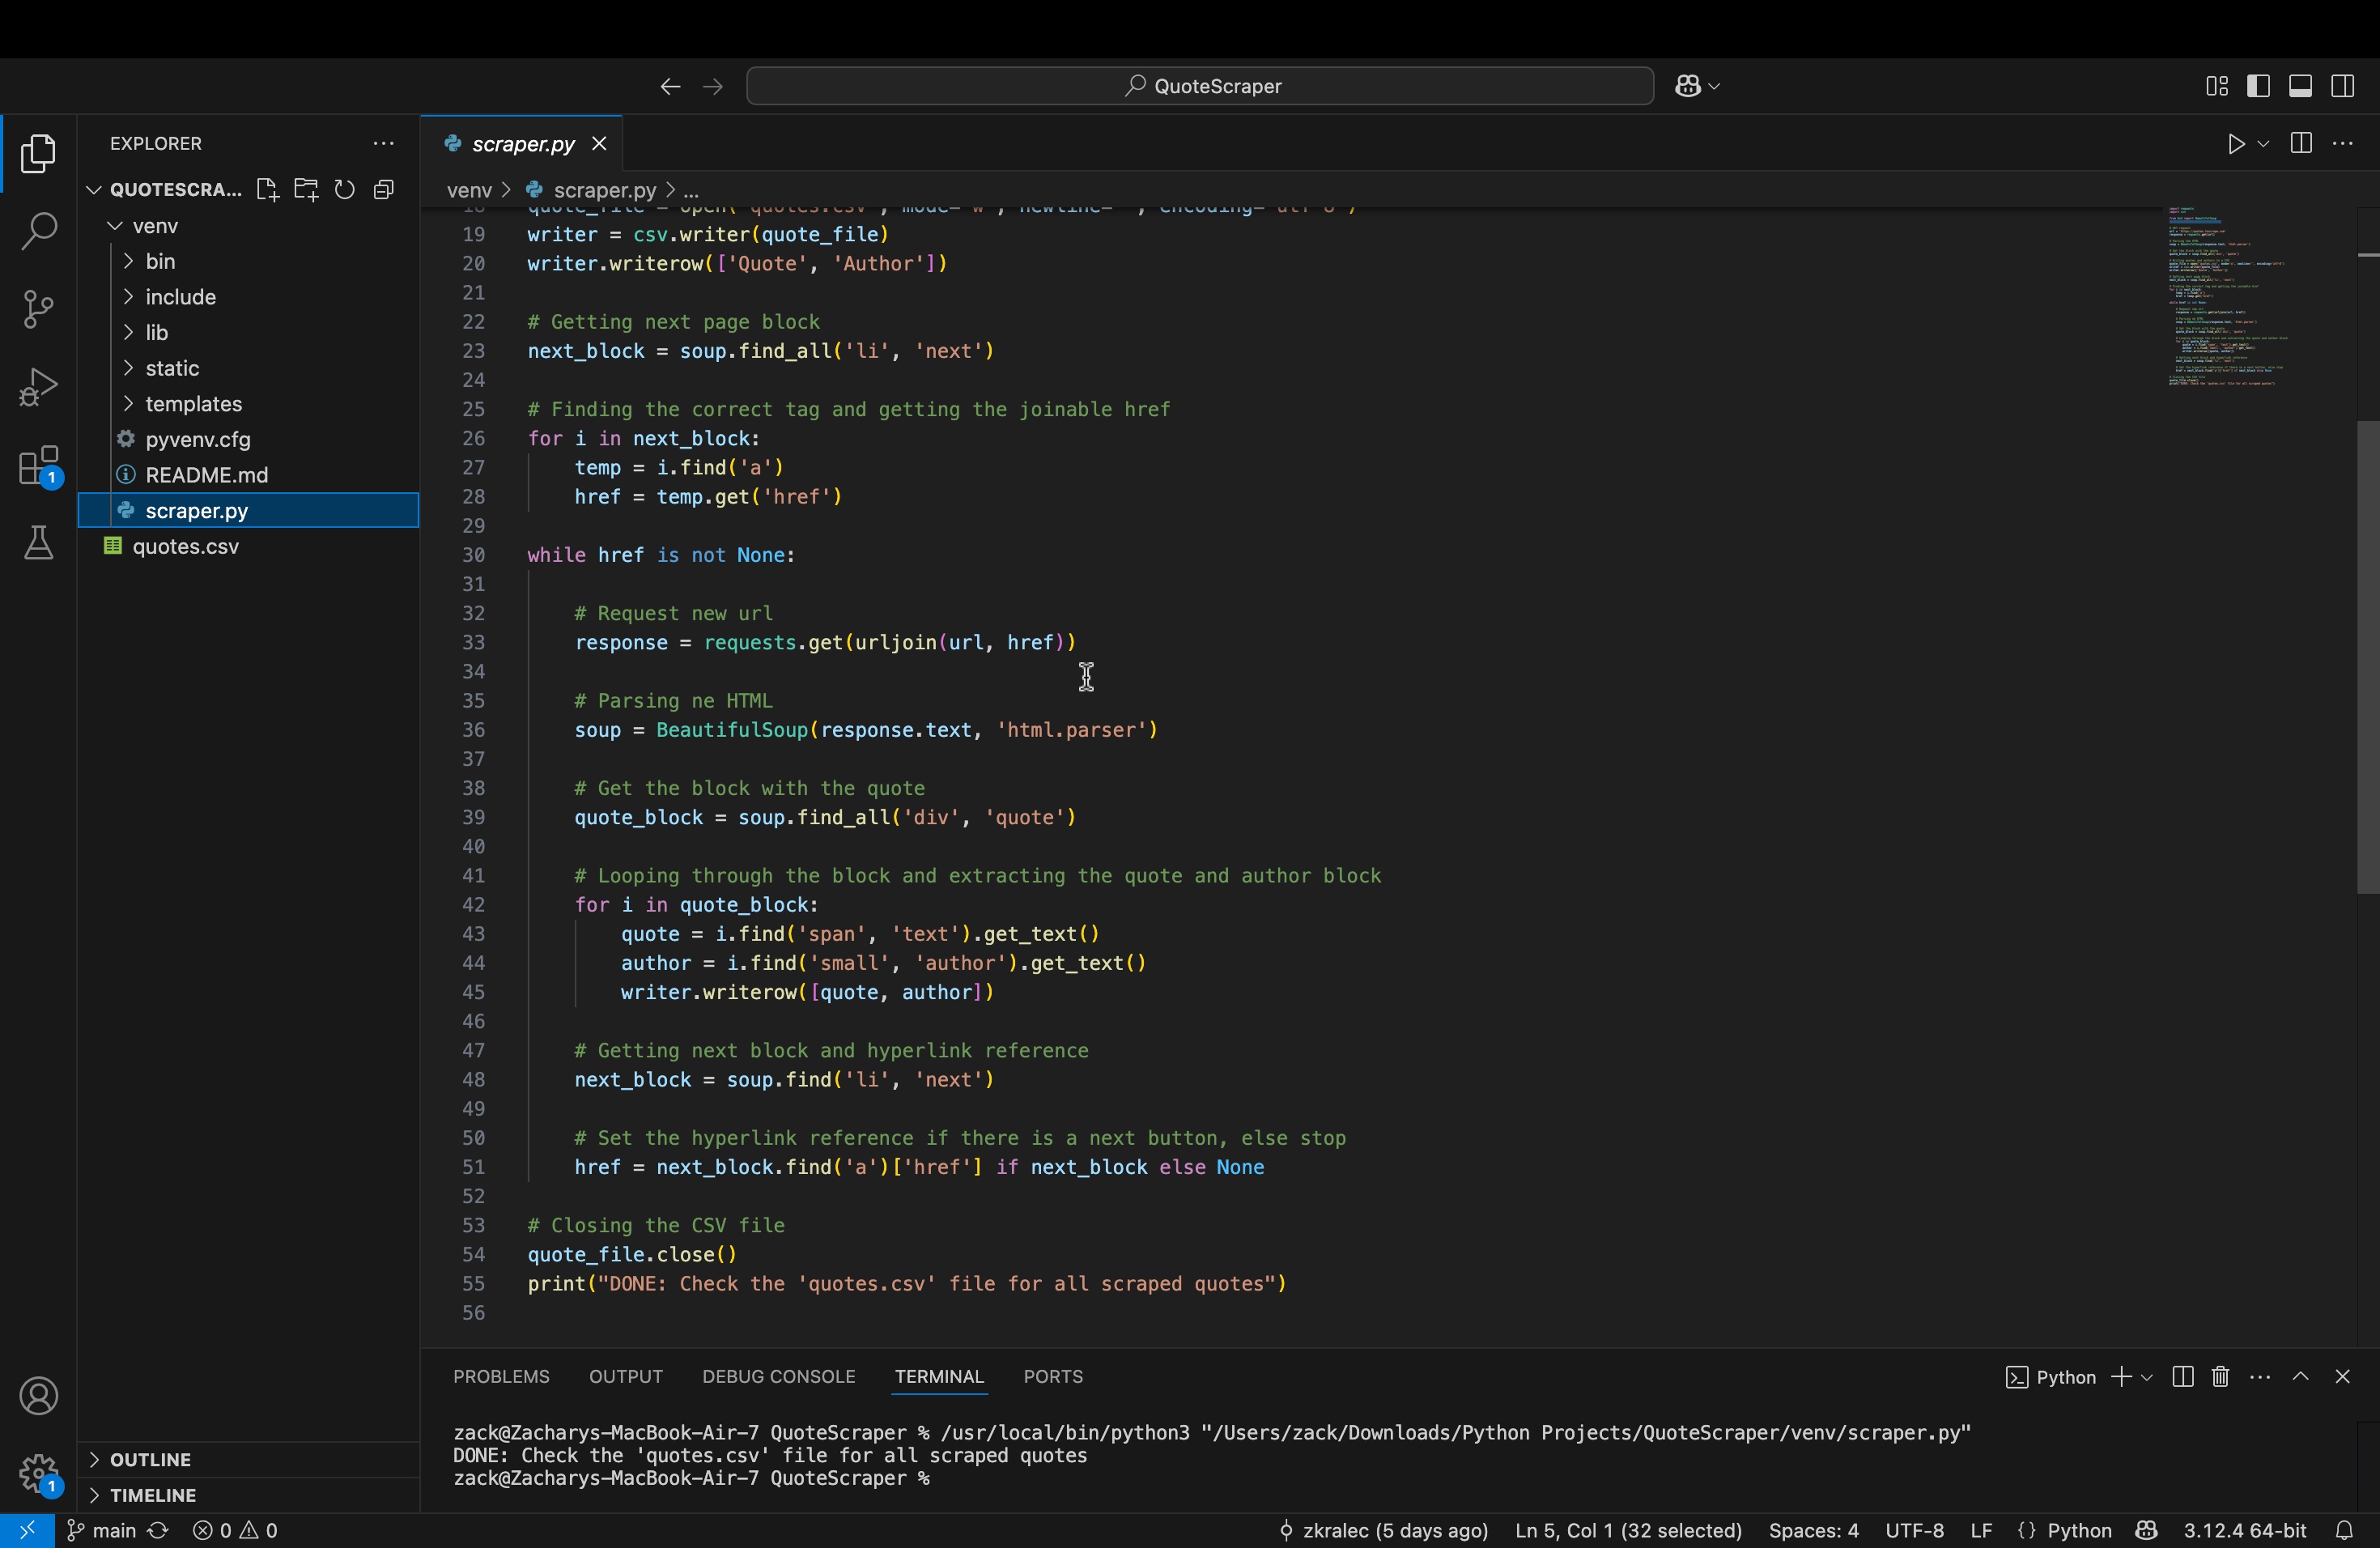 QuoteScraper
EXPLORER
scraper.py
QUOTESCRA...
venv > scraper.py > ...
venv
bin
include
lib
static
templates
pyvenv.cfg
README.md
scraper.py
quotes.csv
18 quote_file = open('quotes.csv', mode='w', newline='', encoding='utf-8')
19 writer = csv.writer(quote_file)
20 writer.writerow(['Quote', 'Author'])
21
22 # Getting next page block
23 next_block = soup.find_all('li', 'next')
24
25 # Finding the correct tag and getting the joinable href
26 for i in next_block:
27     temp = i.find('a')
28     href = temp.get('href')
29
30 while href is not None:
31
32     # Request new url
33     response = requests.get(urljoin(url, href))
34
35     # Parsing ne HTML
36     soup = BeautifulSoup(response.text, 'html.parser')
37
38     # Get the block with the quote
39     quote_block = soup.find_all('div', 'quote')
40
41     # Looping through the block and extracting the quote and author block
42     for i in quote_block:
43         quote = i.find('span', 'text').get_text()
44         author = i.find('small', 'author').get_text()
45         writer.writerow([quote, author])
46
47     # Getting next block and hyperlink reference
48     next_block = soup.find('li', 'next')
49
50     # Set the hyperlink reference if there is a next button, else stop
51     href = next_block.find('a')['href'] if next_block else None
52
53 # Closing the CSV file
54 quote_file.close()
55 print("DONE: Check the 'quotes.csv' file for all scraped quotes")
56
1
PROBLEMS OUTPUT DEBUG CONSOLE TERMINAL PORTS
Python
zack@Zacharys-MacBook-Air-7 QuoteScraper % /usr/local/bin/python3 "/Users/zack/Downloads/Python Projects/QuoteScraper/venv/scraper.py"
DONE: Check the 'quotes.csv' file for all scraped quotes
zack@Zacharys-MacBook-Air-7 QuoteScraper %
OUTLINE
TIMELINE
1
main 0 0 zkralec (5 days ago) Ln 5, Col 1 (32 selected) Spaces: 4 UTF-8 LF {} Python 3.12.4 64-bit